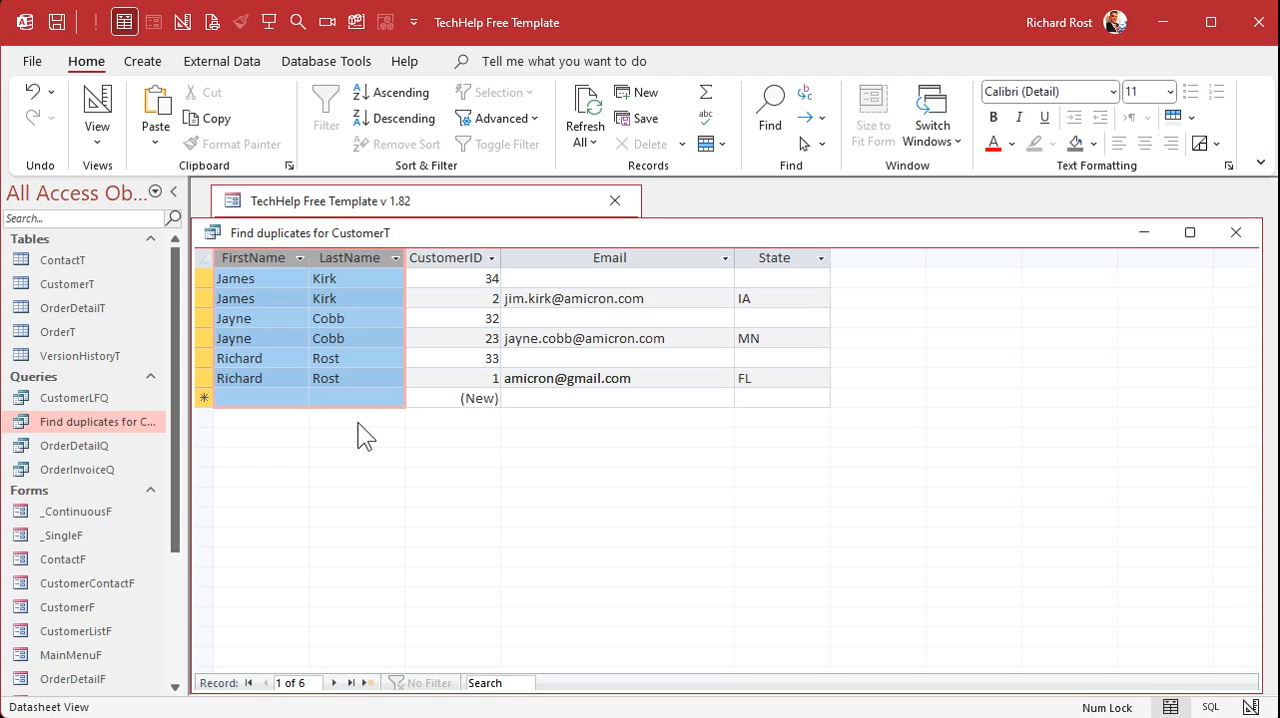 TechHelp Free Template
Richard Rost
File Home Create External Data Database Tools Help Tell me what you want to do
Undo
View
Views
Paste
Cut
Copy
Format Painter
Clipboard
Filter
Ascending
Descending
Remove Sort
Selection
Advanced
Toggle Filter
Sort & Filter
Refresh
All
New
Save
Delete
Records
Find
Find
Size to
Fit Form
Switch
Windows
Window
Calibri (Detail) 11
B I U
Text Formatting
All Access Ob...
Search...
Tables
ContactT
CustomerT
OrderDetailT
OrderT
VersionHistoryT
Queries
CustomerLFQ
Find duplicates for C...
OrderDetailQ
OrderInvoiceQ
Forms
_ContinuousF
_SingleF
ContactF
CustomerContactF
CustomerF
CustomerListF
MainMenuF
OrderDetailF
TechHelp Free Template v 1.82
Find duplicates for CustomerT
FirstName LastName CustomerID Email State
James Kirk 34
James Kirk 2 jim.kirk@amicron.com IA
Jayne Cobb 32
Jayne Cobb 23 jayne.cobb@amicron.com MN
Richard Rost 33
Richard Rost 1 amicron@gmail.com FL
(New)
Record: 1 of 6 No Filter Search
Datasheet View
Num Lock
SQL